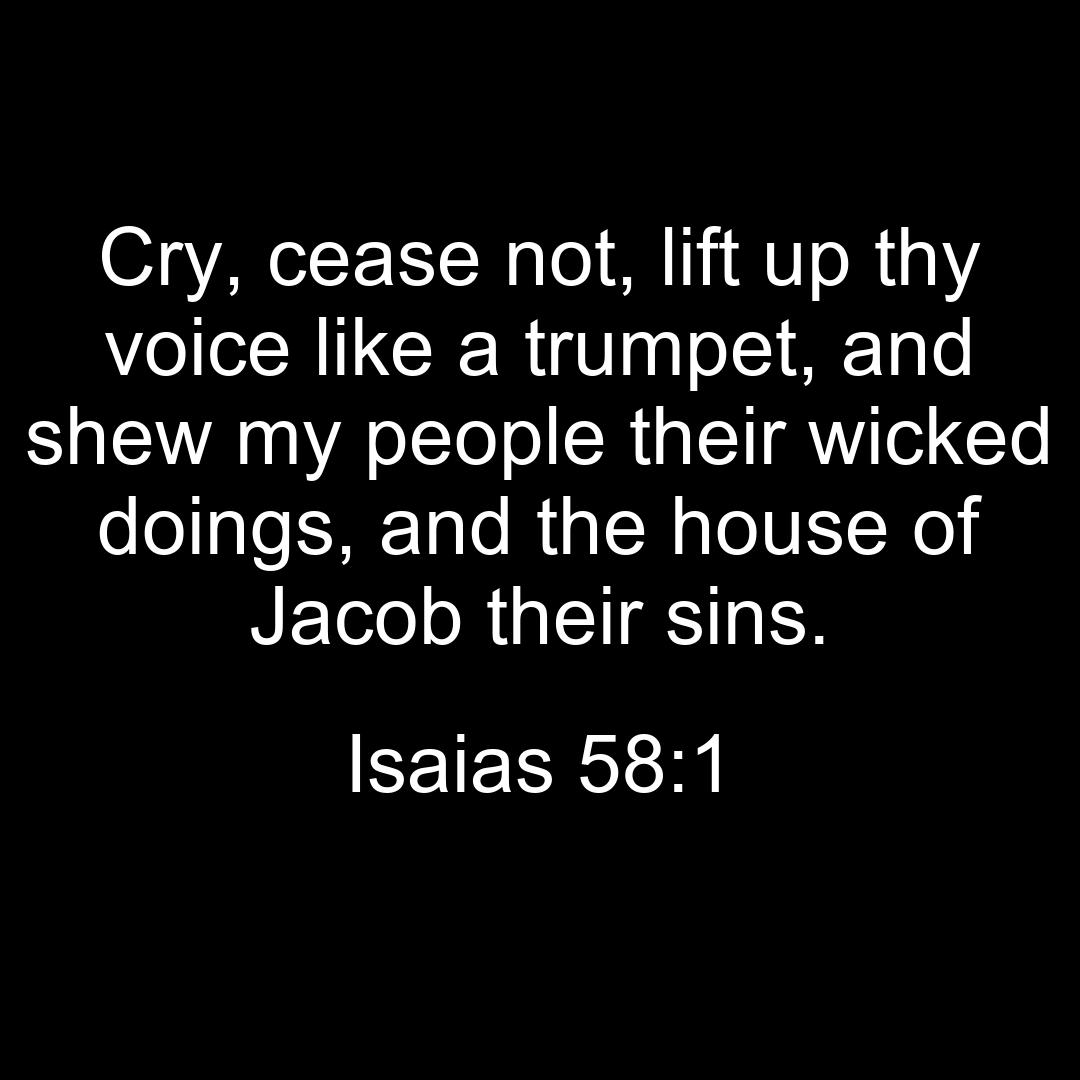 Cry, cease not, lift up thy
voice like a trumpet, and
shew my people their wicked
doings, and the house of
Jacob their sins.
Isaias 58:1